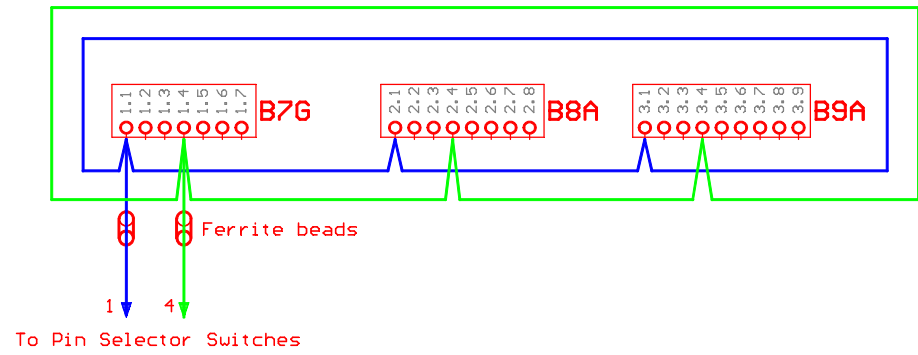 1.1 1.2 1.3 1.4 1.5 1.6 1.7 B7G
2.1 2.2 2.3 2.4 2.5 2.6 2.7 2.8 B8A
3.1 3.2 3.3 3.4 3.5 3.6 3.7 3.8 3.9 B9A
Ferrite beads
1 4
To Pin Selector Switches